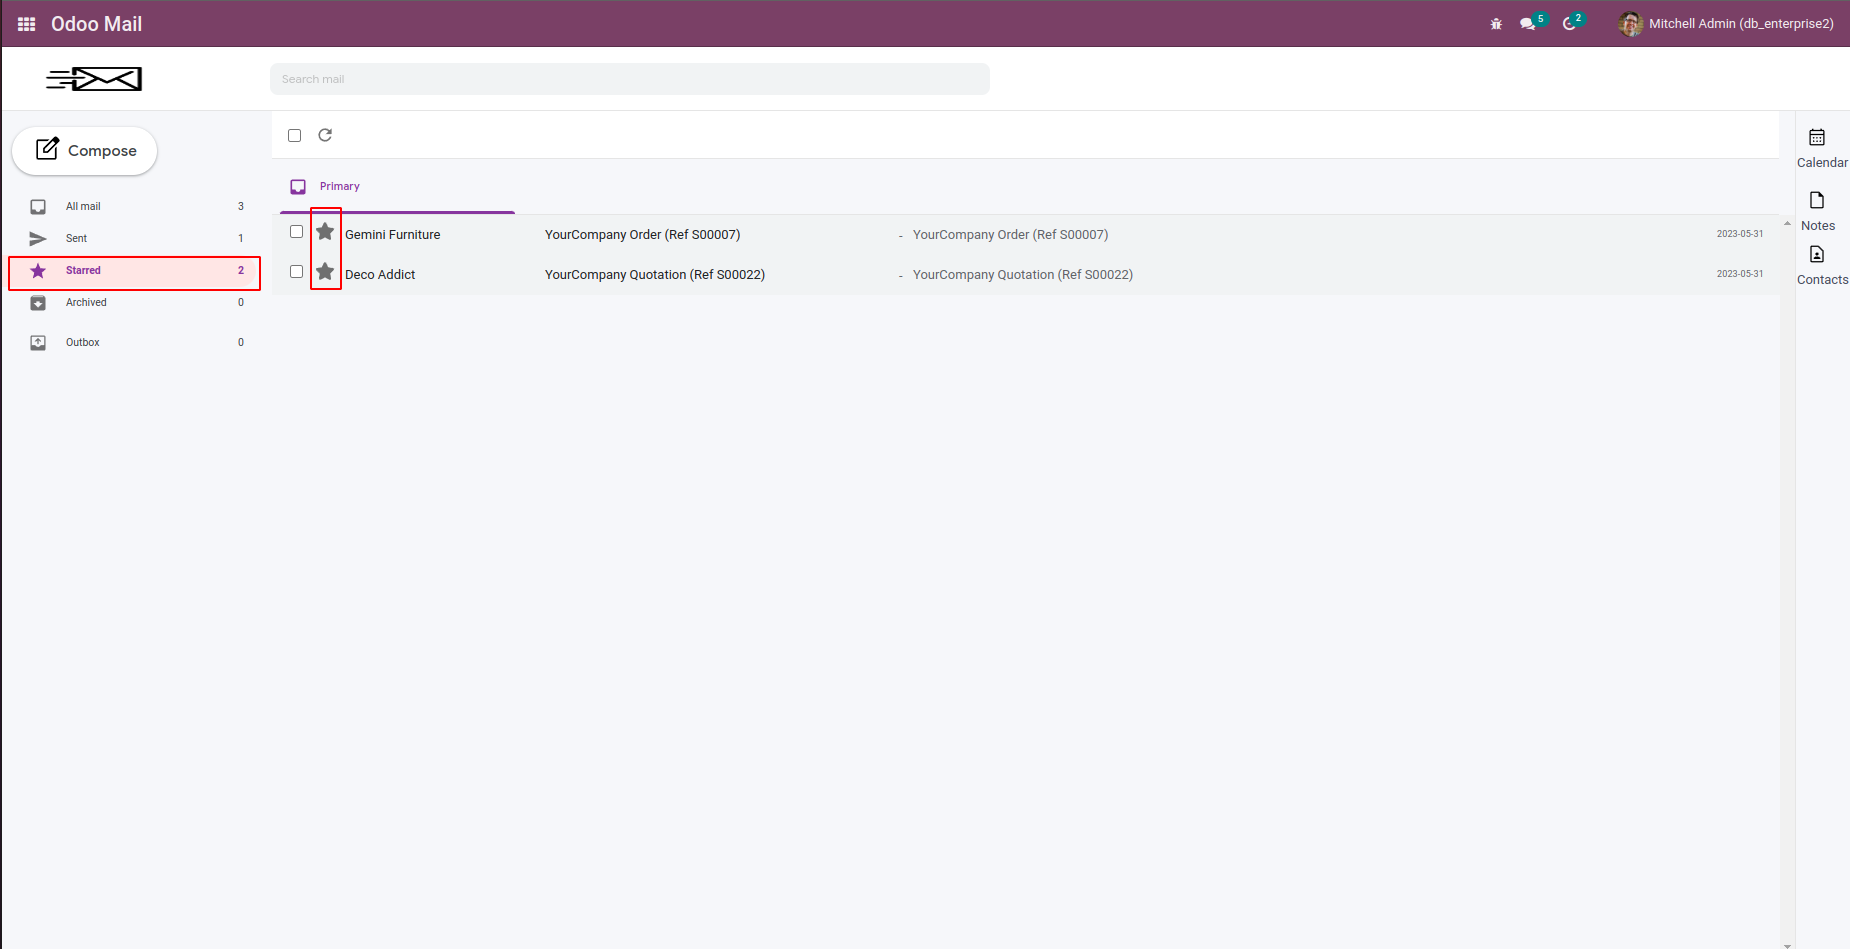 Odoo Mail
5
2
Mitchell Admin (db_enterprise2)
Search mail
Compose
All mail 3
Sent 1
Starred 2
Archived 0
Outbox 0
Primary
Gemini Furniture YourCompany Order (Ref S00007) - YourCompany Order (Ref S00007) 2023-05-31
Deco Addict YourCompany Quotation (Ref S00022) - YourCompany Quotation (Ref S00022) 2023-05-31
Calendar
Notes
Contacts